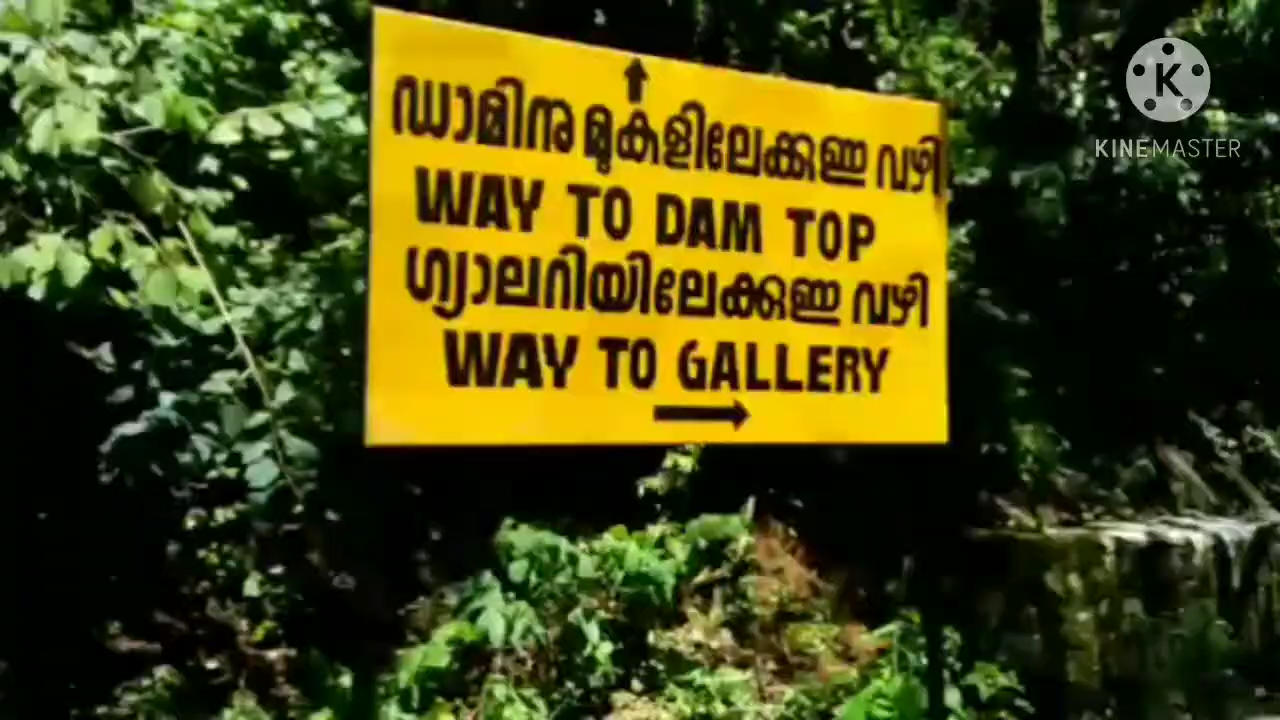 ഡാമിനു മുകളിലേക്കുള്ള വഴി
WAY TO DAM TOP
ഗ്യാലറിയിലേക്കുള്ള വഴി
WAY TO GALLERY
K
KINEMASTER